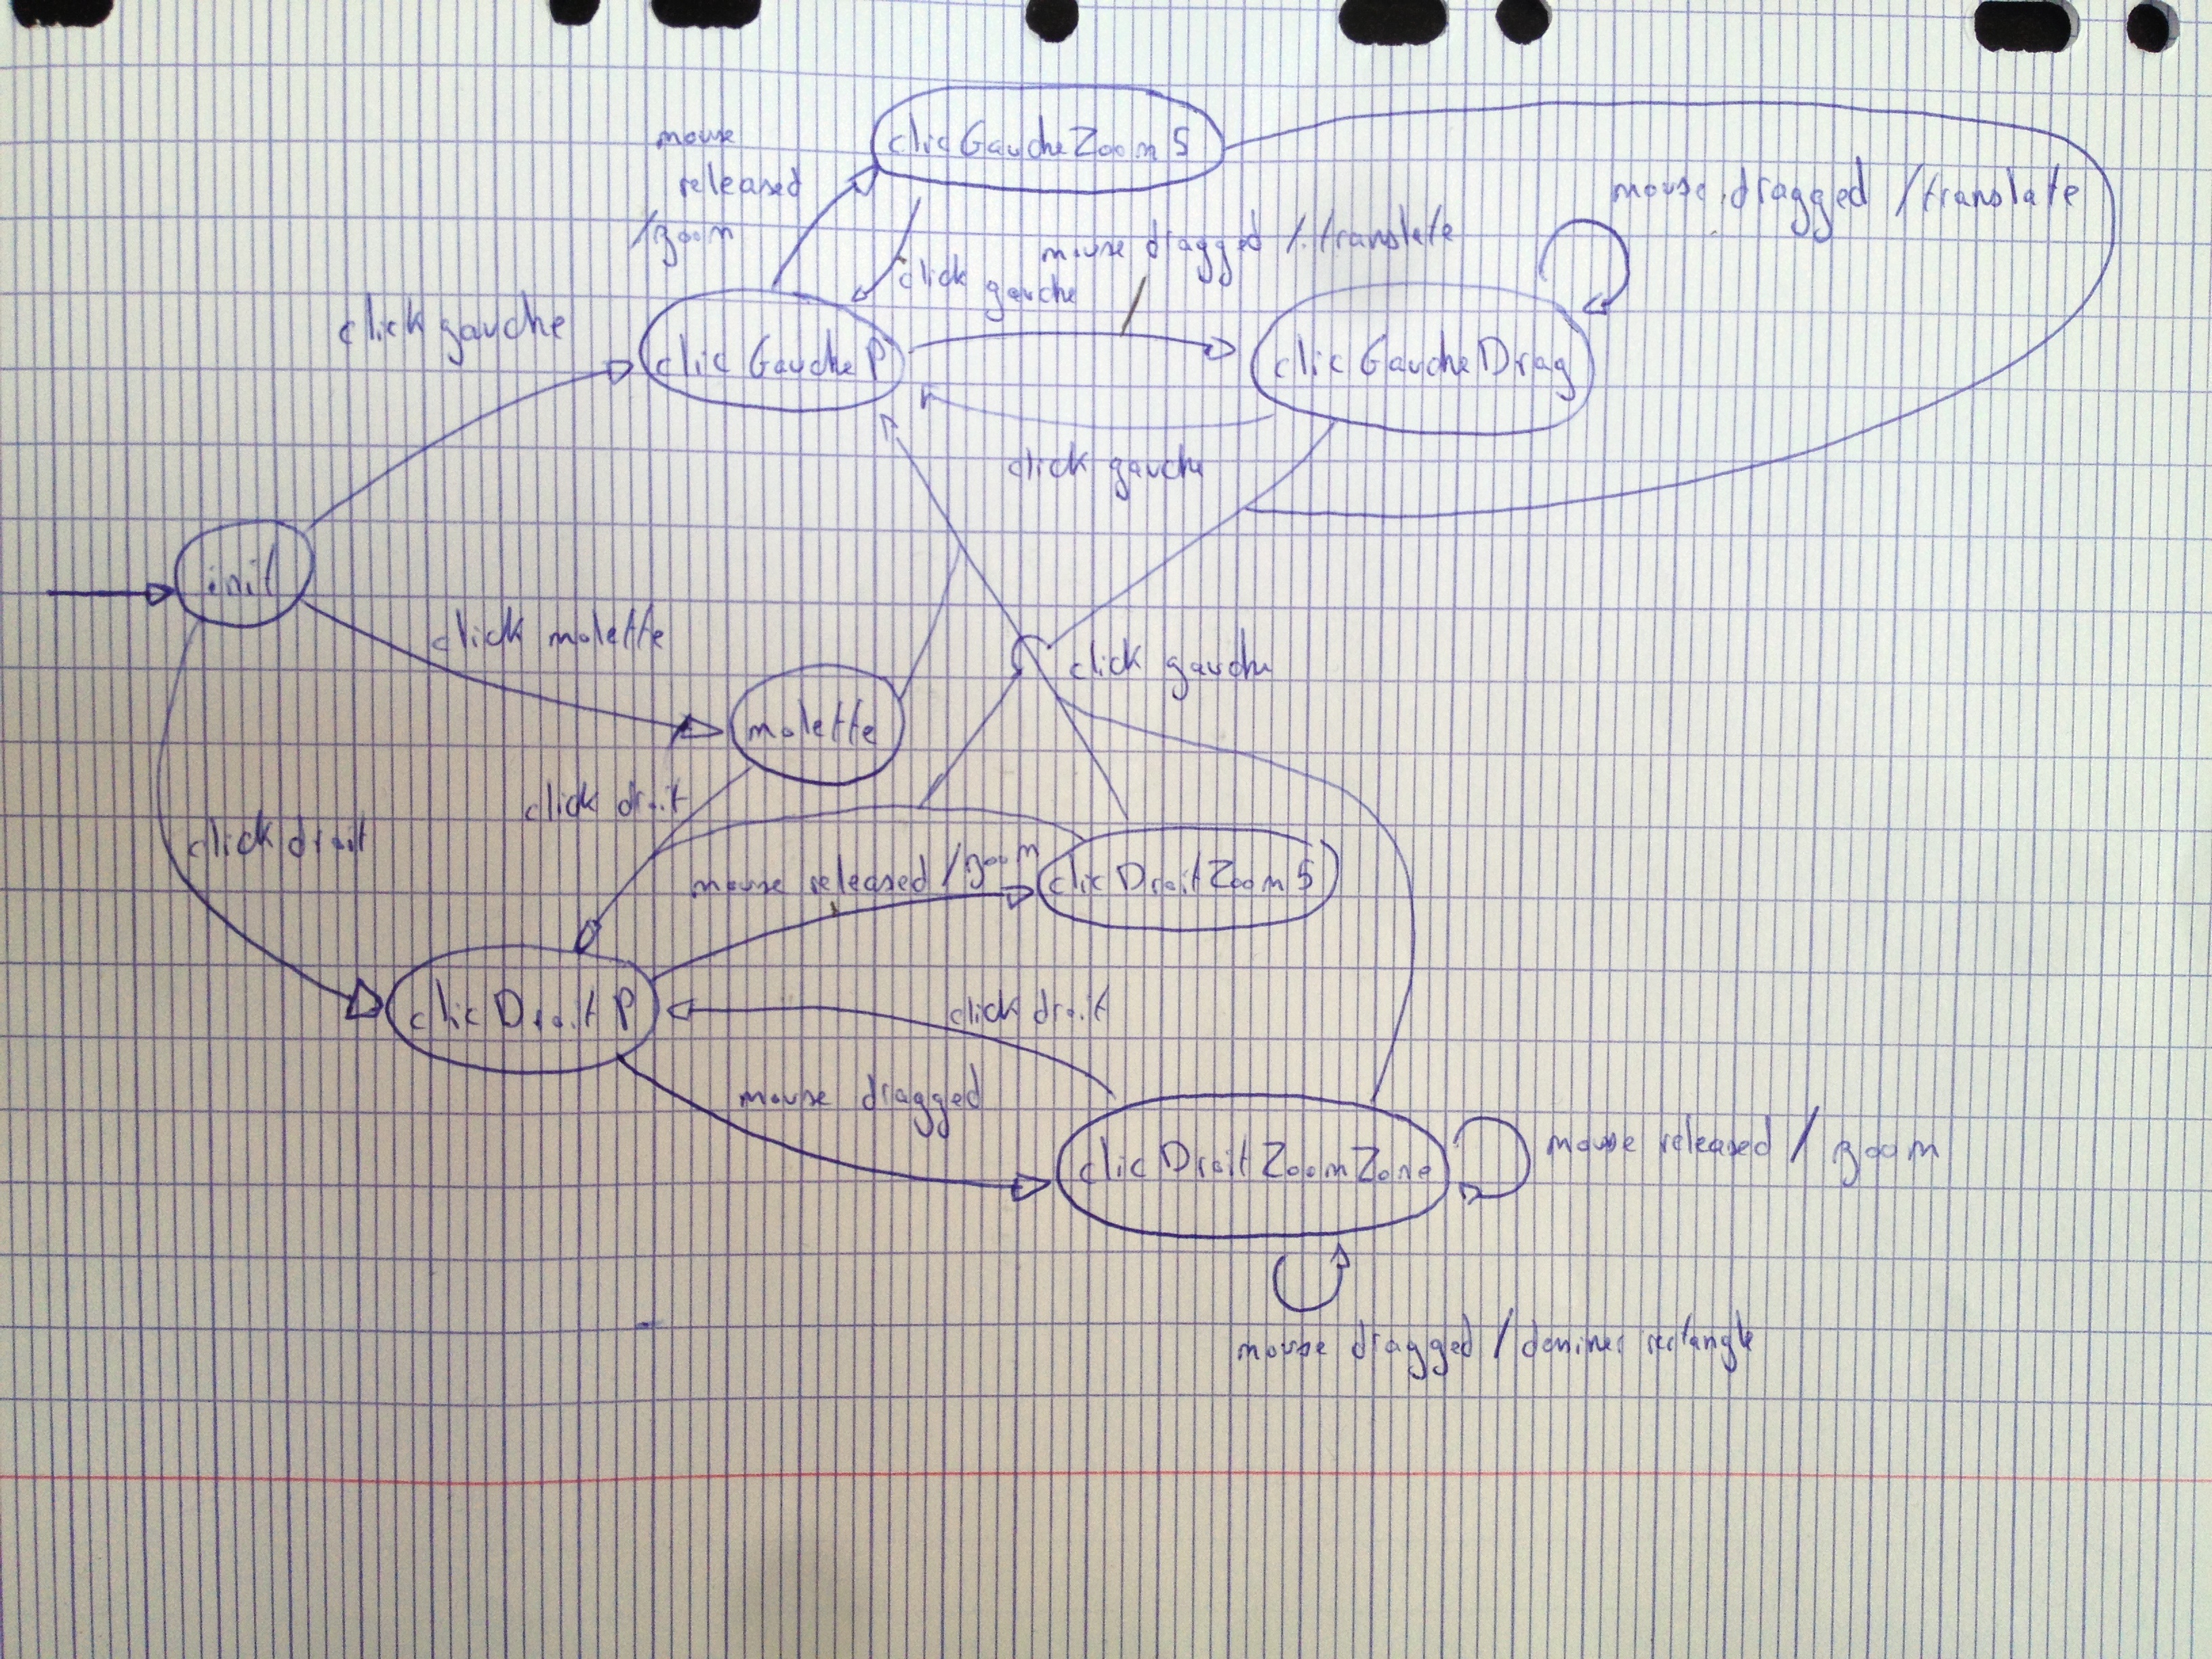 clicGaucheZoomS
mouse
released
/zoom
mouse dragged /translate
mouse dragged /translate
click
gauche
click gauche
clicGaucheP
clicGaucheDrag
click gauche
init
click molette
click gauche
molette
click droit
click droit
mouse released /zoom
clicDroitZoomS
clicDroitP
click droit
mouse dragged
clicDroitZoomZone
mouse released / zoom
mouse dragged / rectangle